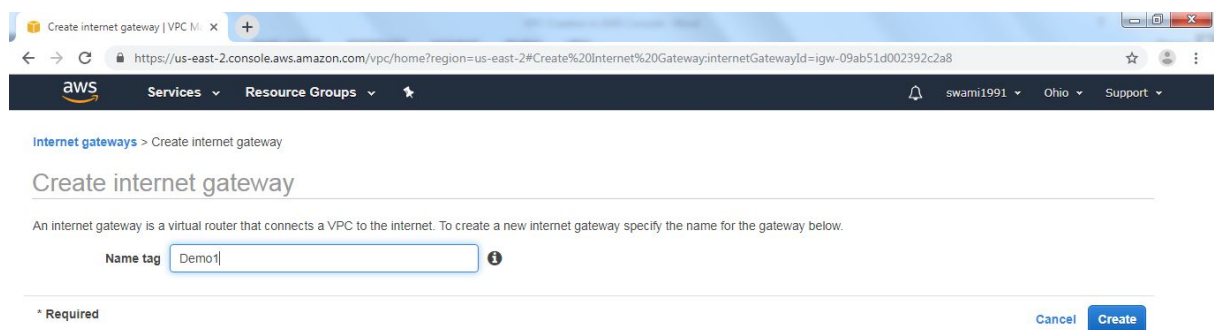 Create internet gateway | VPC M
https://us-east-2.console.aws.amazon.com/vpc/home?region=us-east-2#Create%20Internet%20Gateway:internetGatewayId=igw-09ab51d002392c2a8
aws Services Resource Groups swami1991 Ohio Support
Internet gateways > Create internet gateway
Create internet gateway
An internet gateway is a virtual router that connects a VPC to the internet. To create a new internet gateway specify the name for the gateway below.
Name tag Demo1
* Required Cancel Create